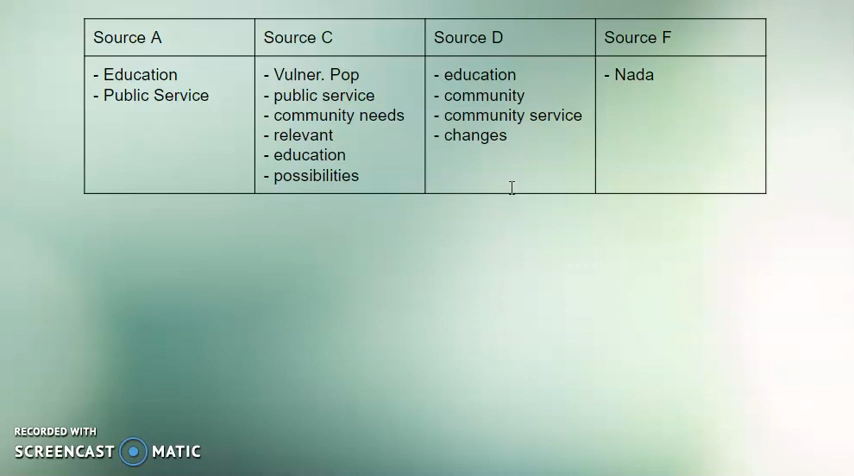 Source A
- Education
- Public Service
Source C
- Vulner. Pop
- public service
- community needs
- relevant
- education
- possibilities
Source D
- education
- community
- community service
- changes
Source F
- Nada
RECORDED WITH
SCREENCAST MATIC